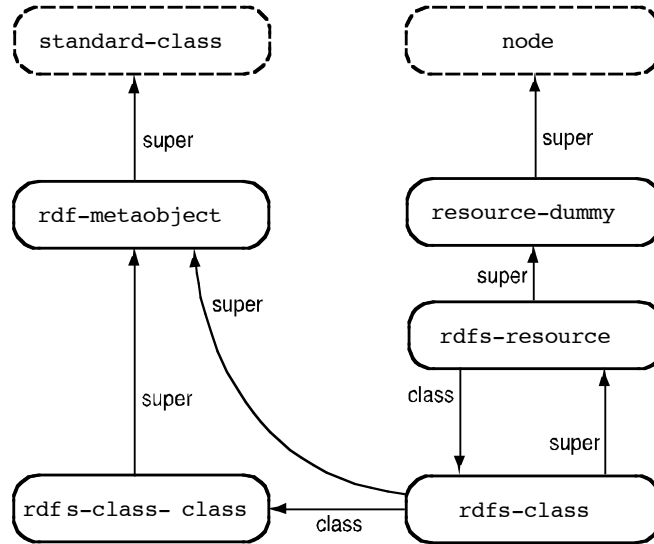 standard-class
node
super
super
rdf-metaobject
resource-dummy
super
super
rdfs-resource
class
super
super
rdfs-class-class
rdfs-class
class